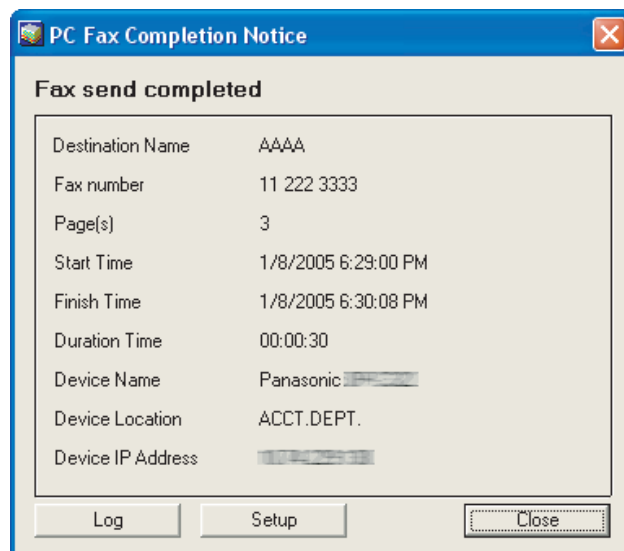 PC Fax Completion Notice
Fax send completed
Destination Name AAAA
Fax number 11 222 3333
Page(s) 3
Start Time 1/8/2005 6:29:00 PM
Finish Time 1/8/2005 6:30:08 PM
Duration Time 00:00:30
Device Name Panasonic
Device Location ACCT.DEPT.
Device IP Address
Log Setup Close